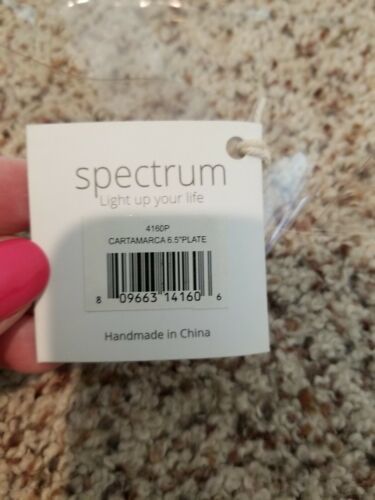 spectrum
Light up your life
4160P
CARTAMARCA 6.5"PLATE
8 09663 14160 6
Handmade in China